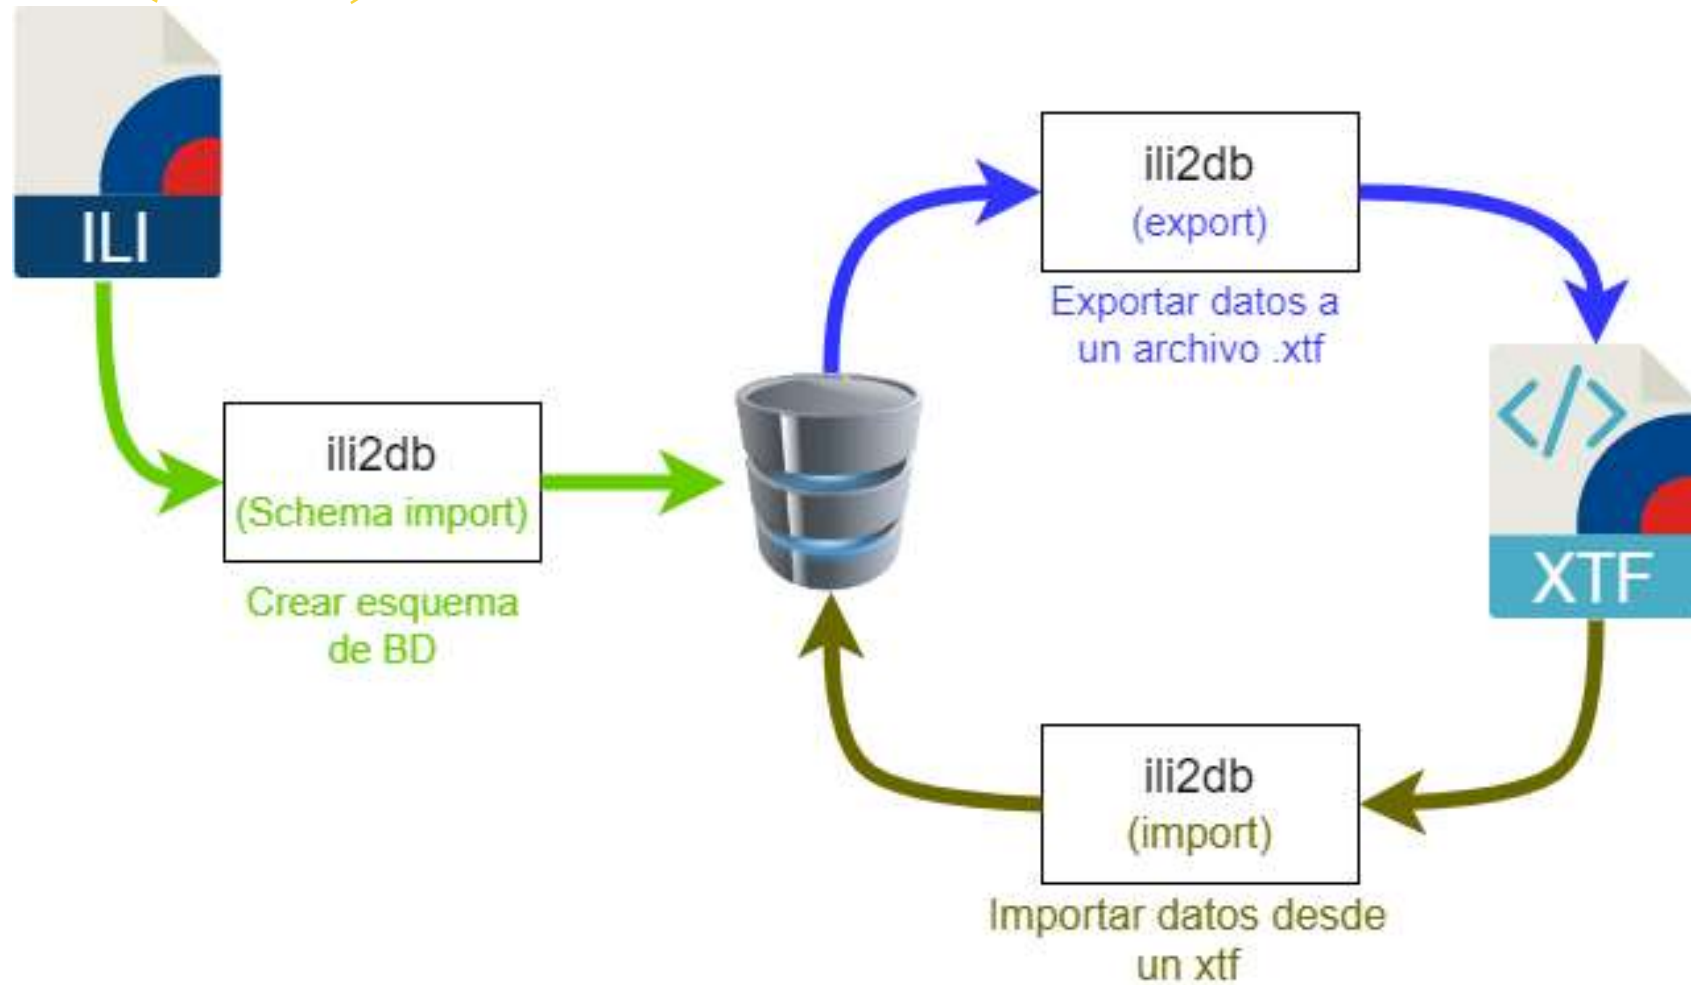 ILI
ili2db
(Schema import)
Crear esquema
de BD
ili2db
(export)
Exportar datos a
un archivo .xtf
</>
XTF
ili2db
(import)
Importar datos desde
un xtf